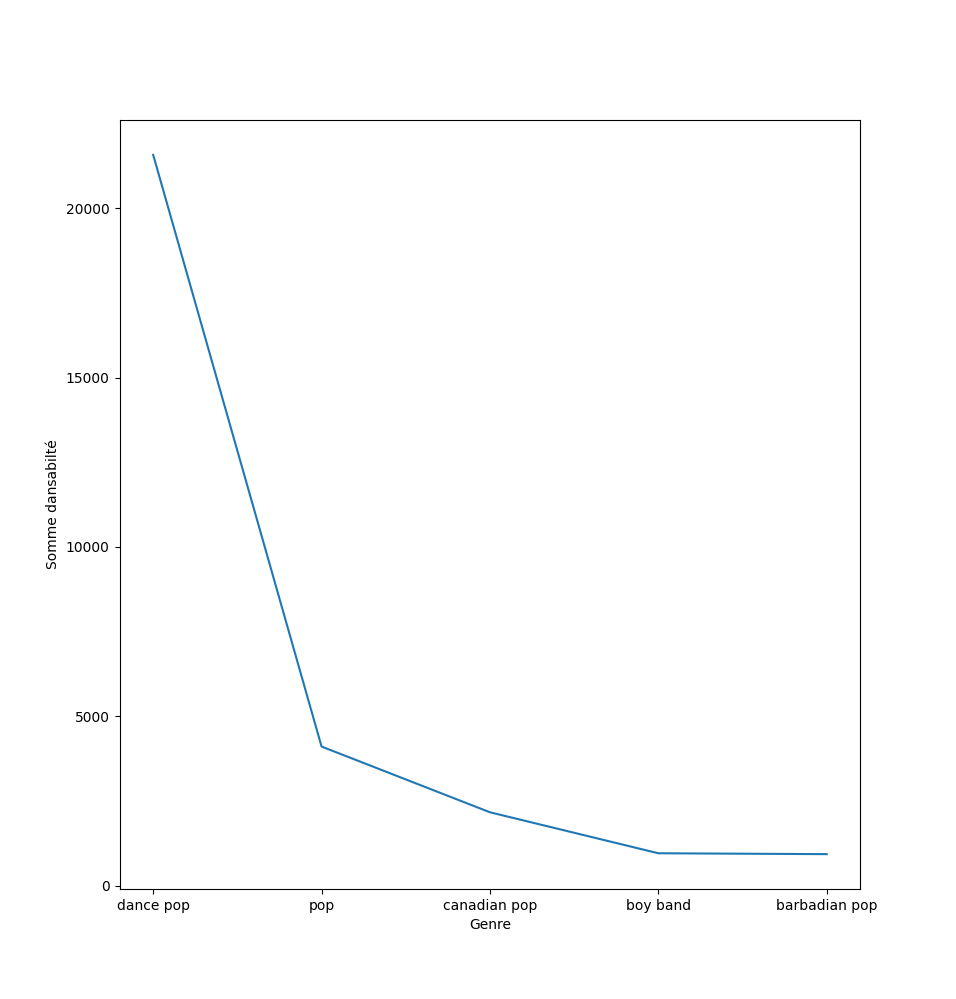 20000
15000
10000
5000
0
Somme dansabilté
dance pop
pop
canadian pop
boy band
barbadian pop
Genre